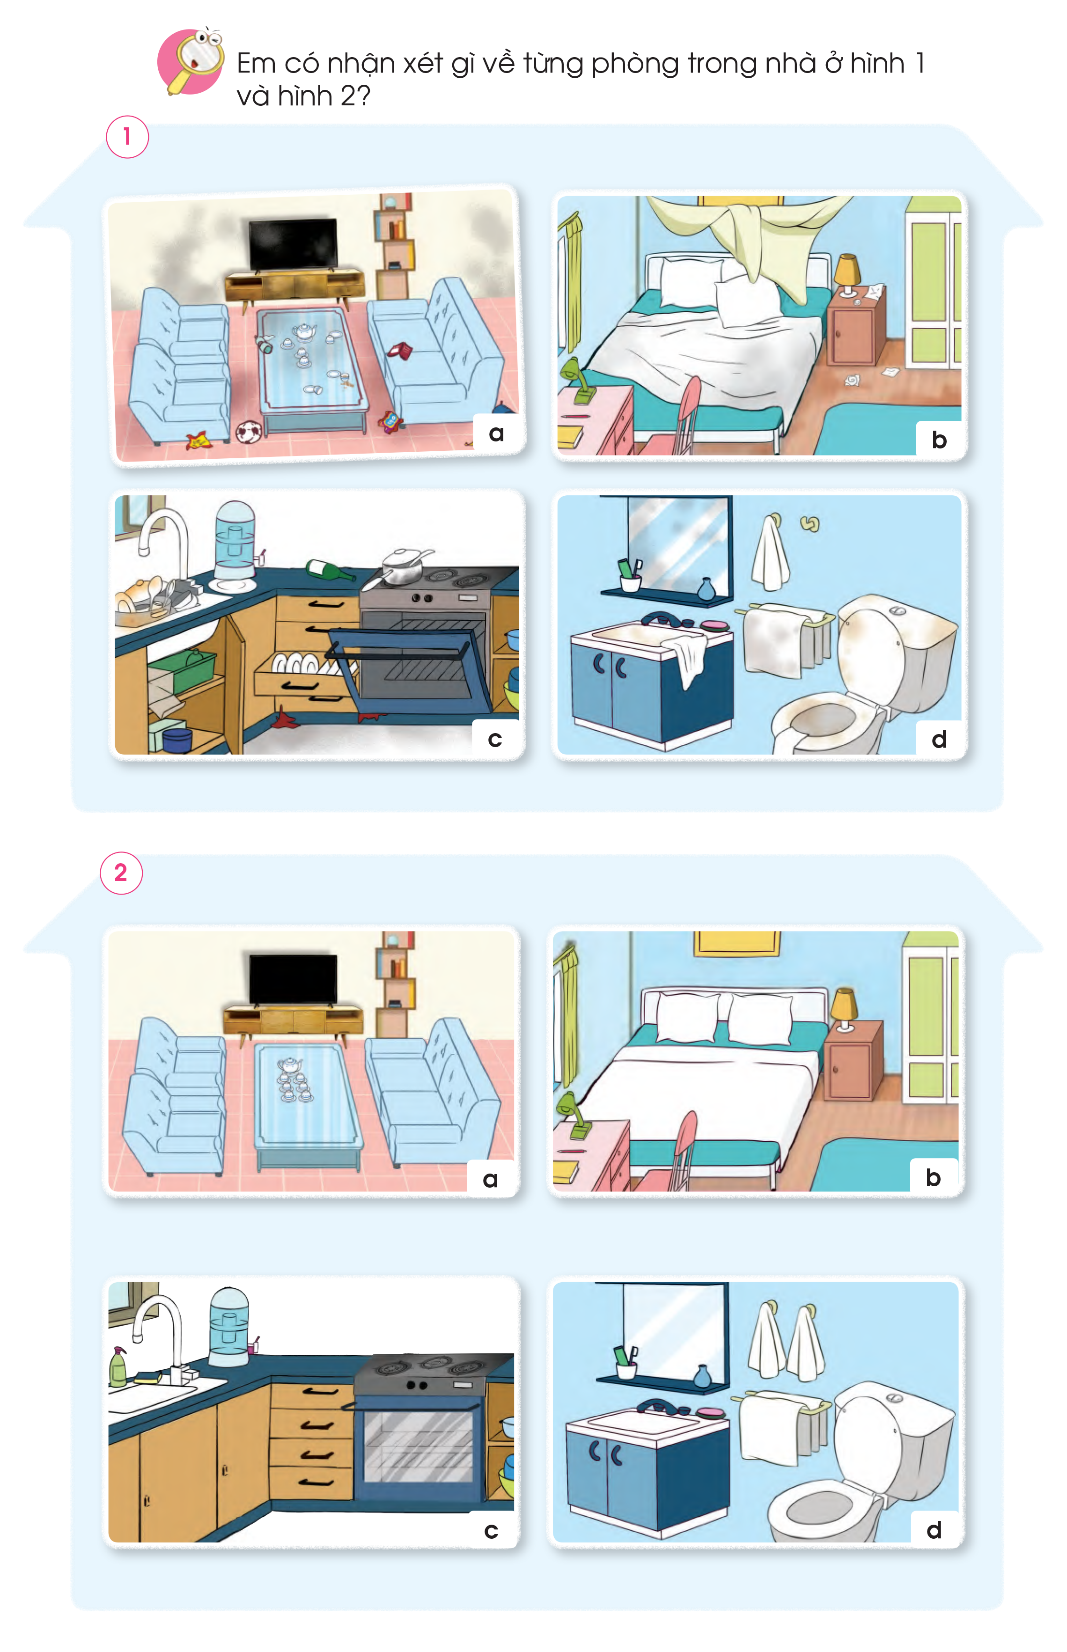 Em có nhận xét gì về từng phòng trong nhà ở hình 1
và hình 2?
1
a
b
c
d
2
a
b
c
d